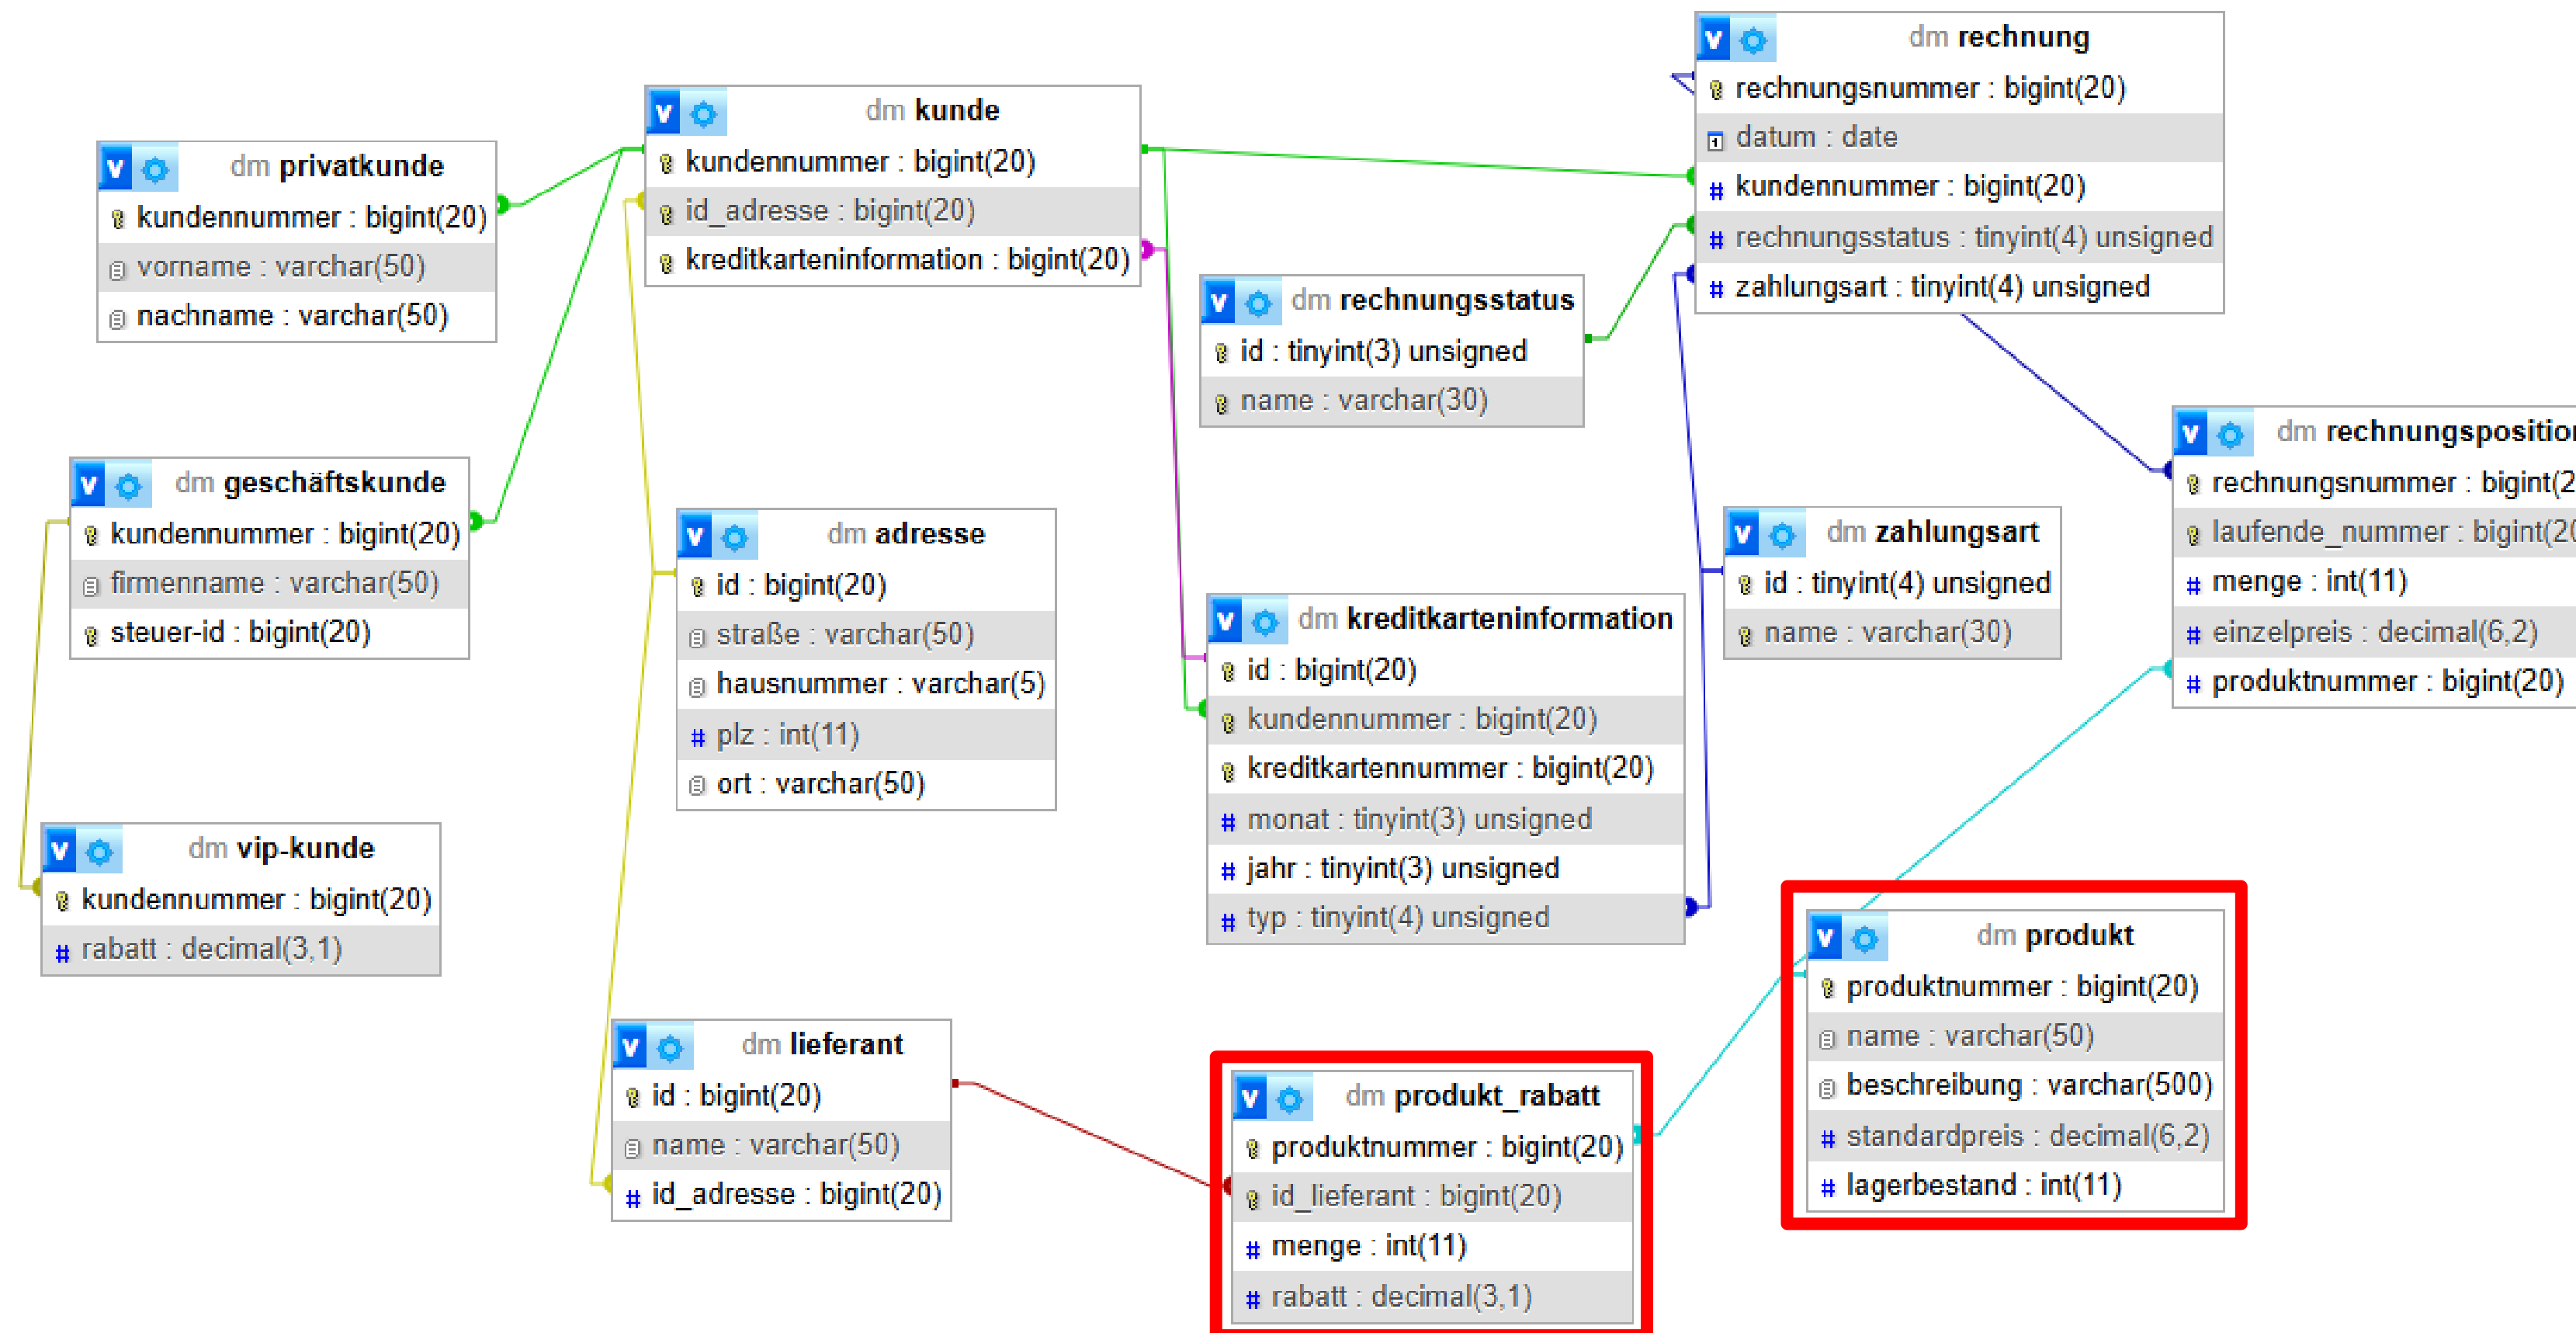 dm privatkunde
kundennummer : bigint(20)
vorname : varchar(50)
nachname : varchar(50)
dm geschäftskunde
kundennummer : bigint(20)
firmenname : varchar(50)
steuer-id : bigint(20)
dm vip-kunde
kundennummer : bigint(20)
rabatt : decimal(3,1)
dm kunde
kundennummer : bigint(20)
id_adresse : bigint(20)
kreditkarteninformation : bigint(20)
dm adresse
id : bigint(20)
straße : varchar(50)
hausnummer : varchar(5)
plz : int(11)
ort : varchar(50)
dm lieferant
id : bigint(20)
name : varchar(50)
id_adresse : bigint(20)
dm rechnungsstatus
id : tinyint(3) unsigned
name : varchar(30)
dm kreditkarteninformation
id : bigint(20)
kundennummer : bigint(20)
kreditkartennummer : bigint(20)
monat : tinyint(3) unsigned
jahr : tinyint(3) unsigned
typ : tinyint(4) unsigned
dm produkt_rabatt
produktnummer : bigint(20)
id_lieferant : bigint(20)
menge : int(11)
rabatt : decimal(3,1)
dm rechnung
rechnungsnummer : bigint(20)
datum : date
kundennummer : bigint(20)
rechnungsstatus : tinyint(4) unsigned
zahlungsart : tinyint(4) unsigned
dm zahlungsart
id : tinyint(4) unsigned
name : varchar(30)
dm rechnungsposition
rechnungsnummer : bigint(2
laufende_nummer : bigint(20
menge : int(11)
einzelpreis : decimal(6,2)
produktnummer : bigint(20)
dm produkt
produktnummer : bigint(20)
name : varchar(50)
beschreibung : varchar(500)
standardpreis : decimal(6,2)
lagerbestand : int(11)